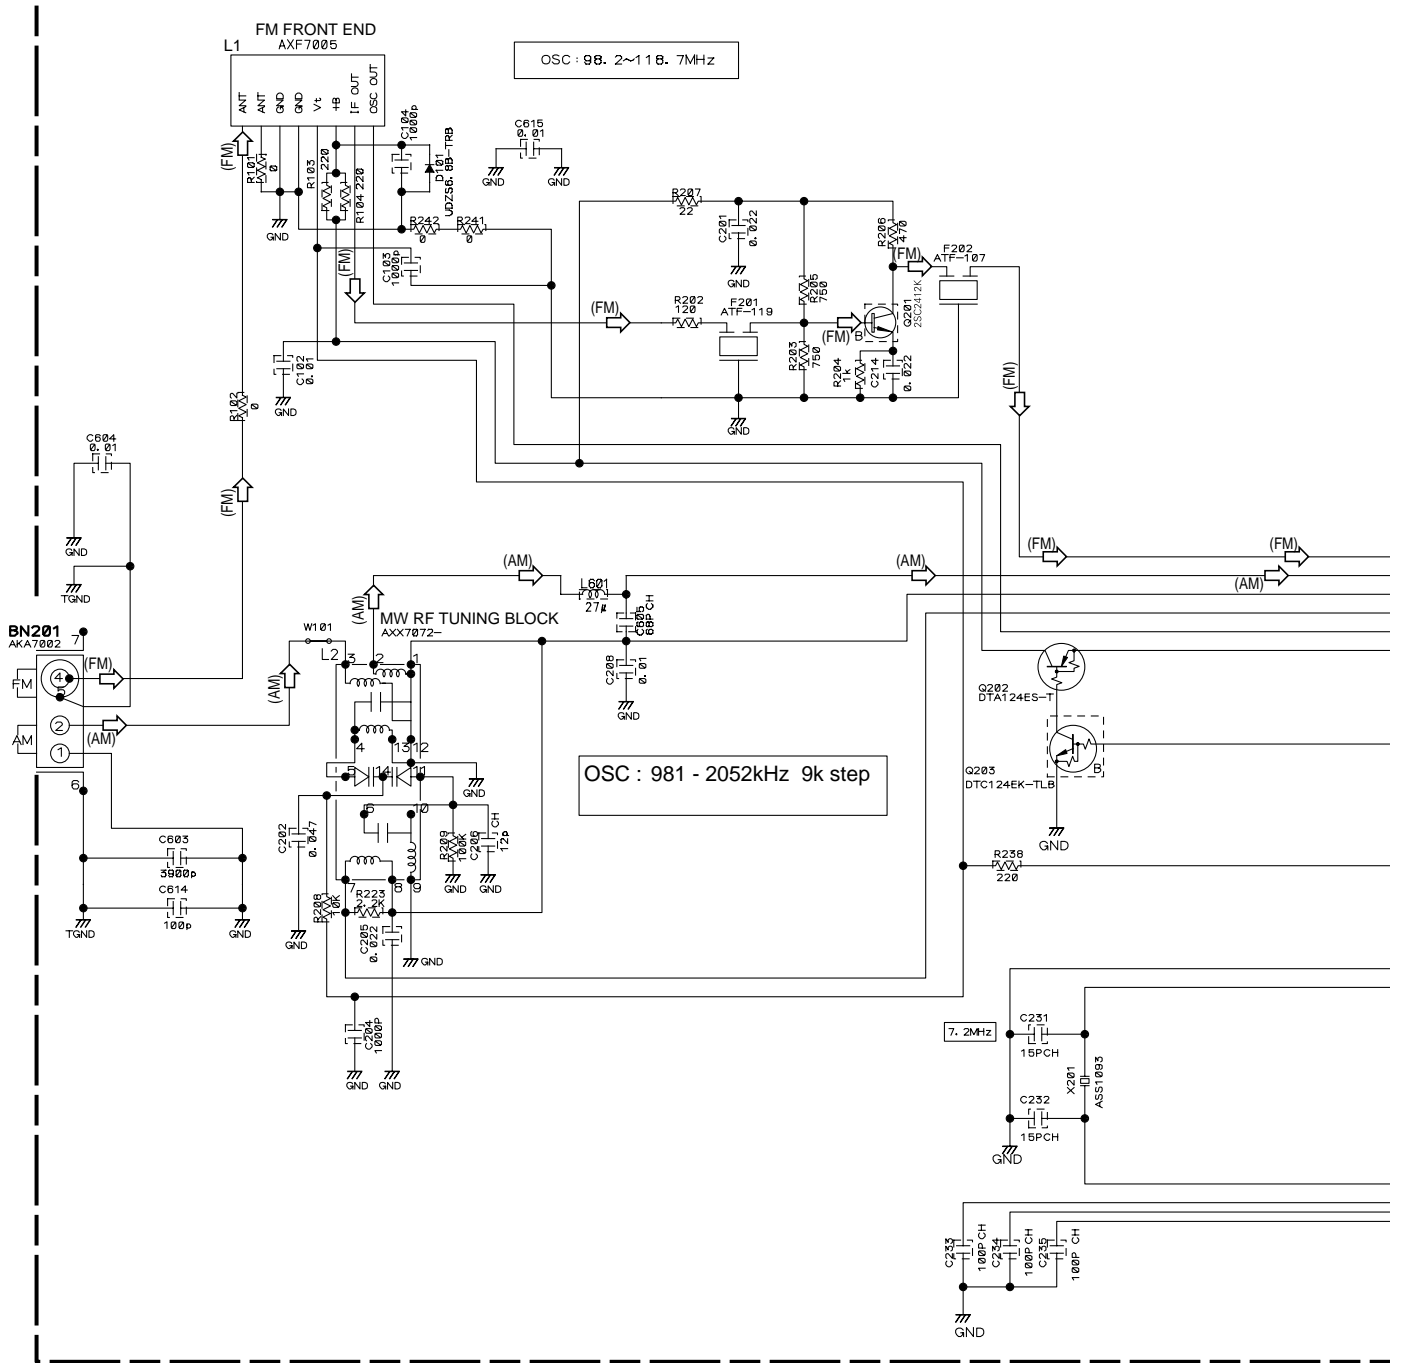 FM FRONT END
AXF7005
L1
OSC : 98. 2~118. 7MHz
ANT
ANT
GND
GND
Vt
+B
IF OUT
OSC OUT
(FM)
R101
0
R103
220
R104 220
C104
1000p
D101
UDZS6. 8B-TRB
C615
0. 01
GND
GND
GND
R242
0
R241
0
C103
1000p
(FM)
R207
22
C201
0. 022
GND
R206
470
(FM)
F202
ATF-107
R205
750
Q201
2SC2412K
(FM)
R202
120
F201
ATF-119
(FM)
B
R203
750
R204
1k
C214
0. 022
GND
(FM)
C102
0. 01
GND
R102
0
C604
0. 01
GND
(FM)
TGND
(FM)
(FM)
(AM)
(AM)
(AM)
L601
27μ
C605
68P CH
(AM)
MW RF TUNING BLOCK
AXX7072-
W101
L2
3
2
1
BN201
AKA7002
7
FM
4
5
(FM)
AM
2
(AM)
1
6
(AM)
C208
0. 01
GND
4
13
12
5
14
11
GND
6
10
C202
0. 047
GND
R209
100K
GND
C206
12p
CH
GND
7
8
9
R208
10K
R223
2. 2K
C205
0. 022
GND
C204
1000P
GND
GND
C603
3900p
C614
100p
TGND
GND
OSC : 981 - 2052kHz 9k step
Q202
DTA124ES-T
Q203
DTC124EK-TLB
B
GND
R238
220
7. 2MHz
C231
15PCH
X201
ASS1093
C232
15PCH
GND
C233
100P CH
C234
100P CH
C235
100P CH
GND